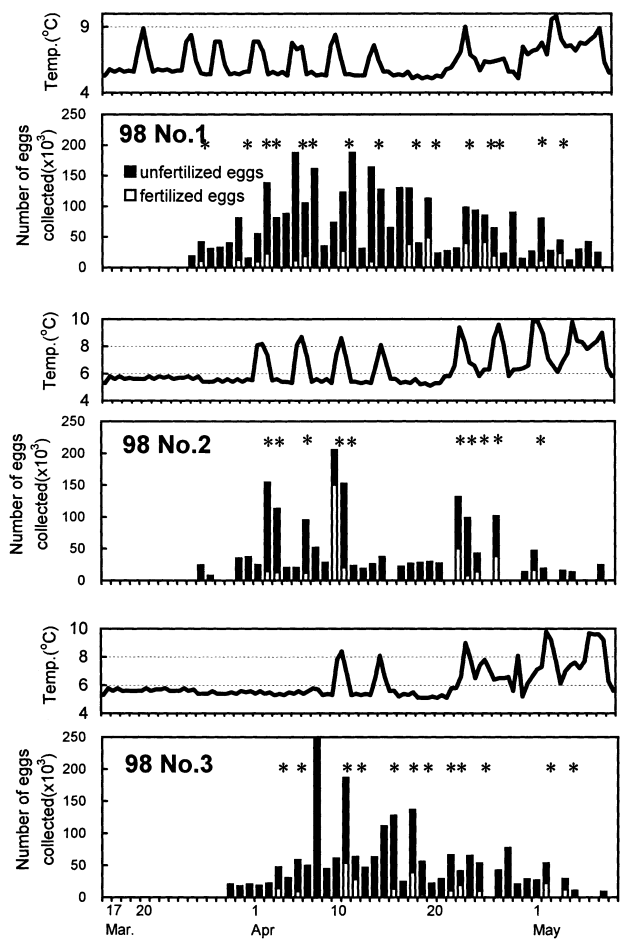 9
Temp.(°C)
4
250
98 No.1
* * * * * * * * * * * * * * *
200
unfertilized eggs
150
fertilized eggs
Number of eggs
collected(x10³)
100
50
0
10
Temp.(°C)
8
6
4
250
98 No.2
* * * * * * * * * *
200
150
Number of eggs
collected(x10³)
100
50
0
10
Temp.(°C)
8
6
4
250
98 No.3
* * * * * * * * * * * *
200
150
Number of eggs
collected(x10³)
100
50
0
17 20 1 10 20 1
Mar. Apr May